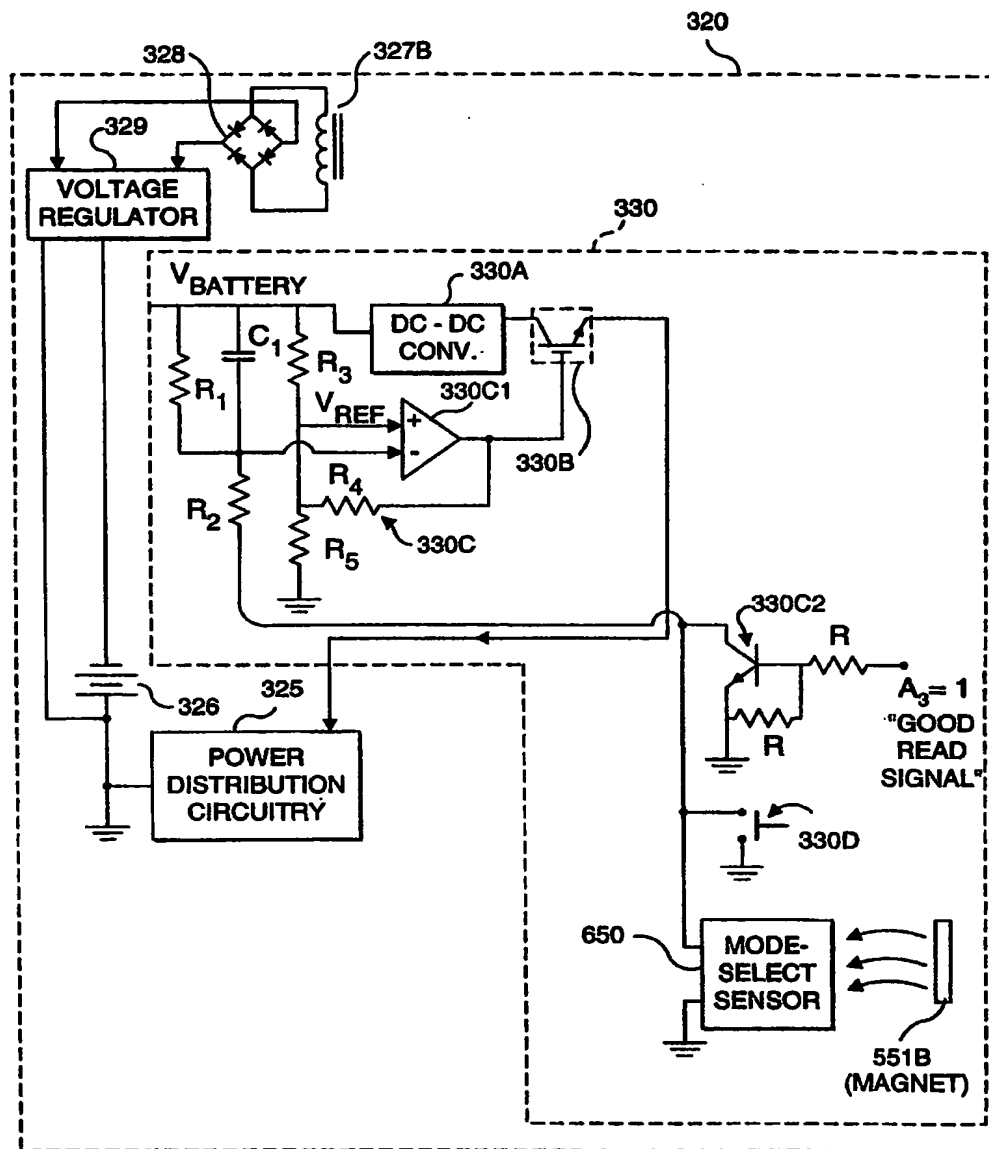 320
328
327B
329
VOLTAGE
REGULATOR
330
V_BATTERY
330A
DC - DC
CONV.
C1
R3
R1
330C1
V_REF
+
-
330B
R4
R2
330C
R5
330C2
R
A3= 1
"GOOD
READ
SIGNAL"
R
326
325
POWER
DISTRIBUTION
CIRCUITRY
330D
650
MODE-
SELECT
SENSOR
551B
(MAGNET)